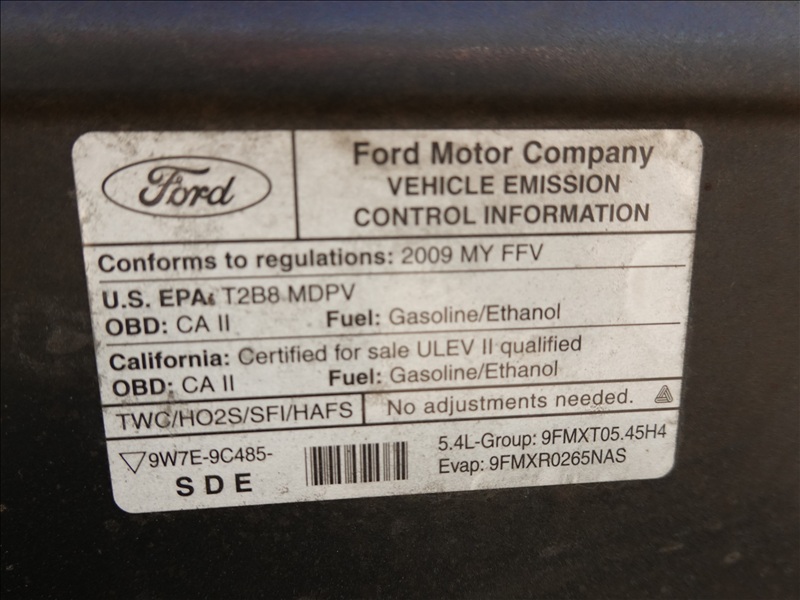 Ford
Ford Motor Company
VEHICLE EMISSION
CONTROL INFORMATION
Conforms to regulations: 2009 MY FFV
U.S. EPA: T2B8 MDPV
OBD: CA II Fuel: Gasoline/Ethanol
California: Certified for sale ULEV II qualified
OBD: CA II Fuel: Gasoline/Ethanol
TWC/HO2S/SFI/HAFS No adjustments needed.
9W7E-9C485-
SDE
5.4L-Group: 9FMXT05.45H4
Evap: 9FMXR0265NAS